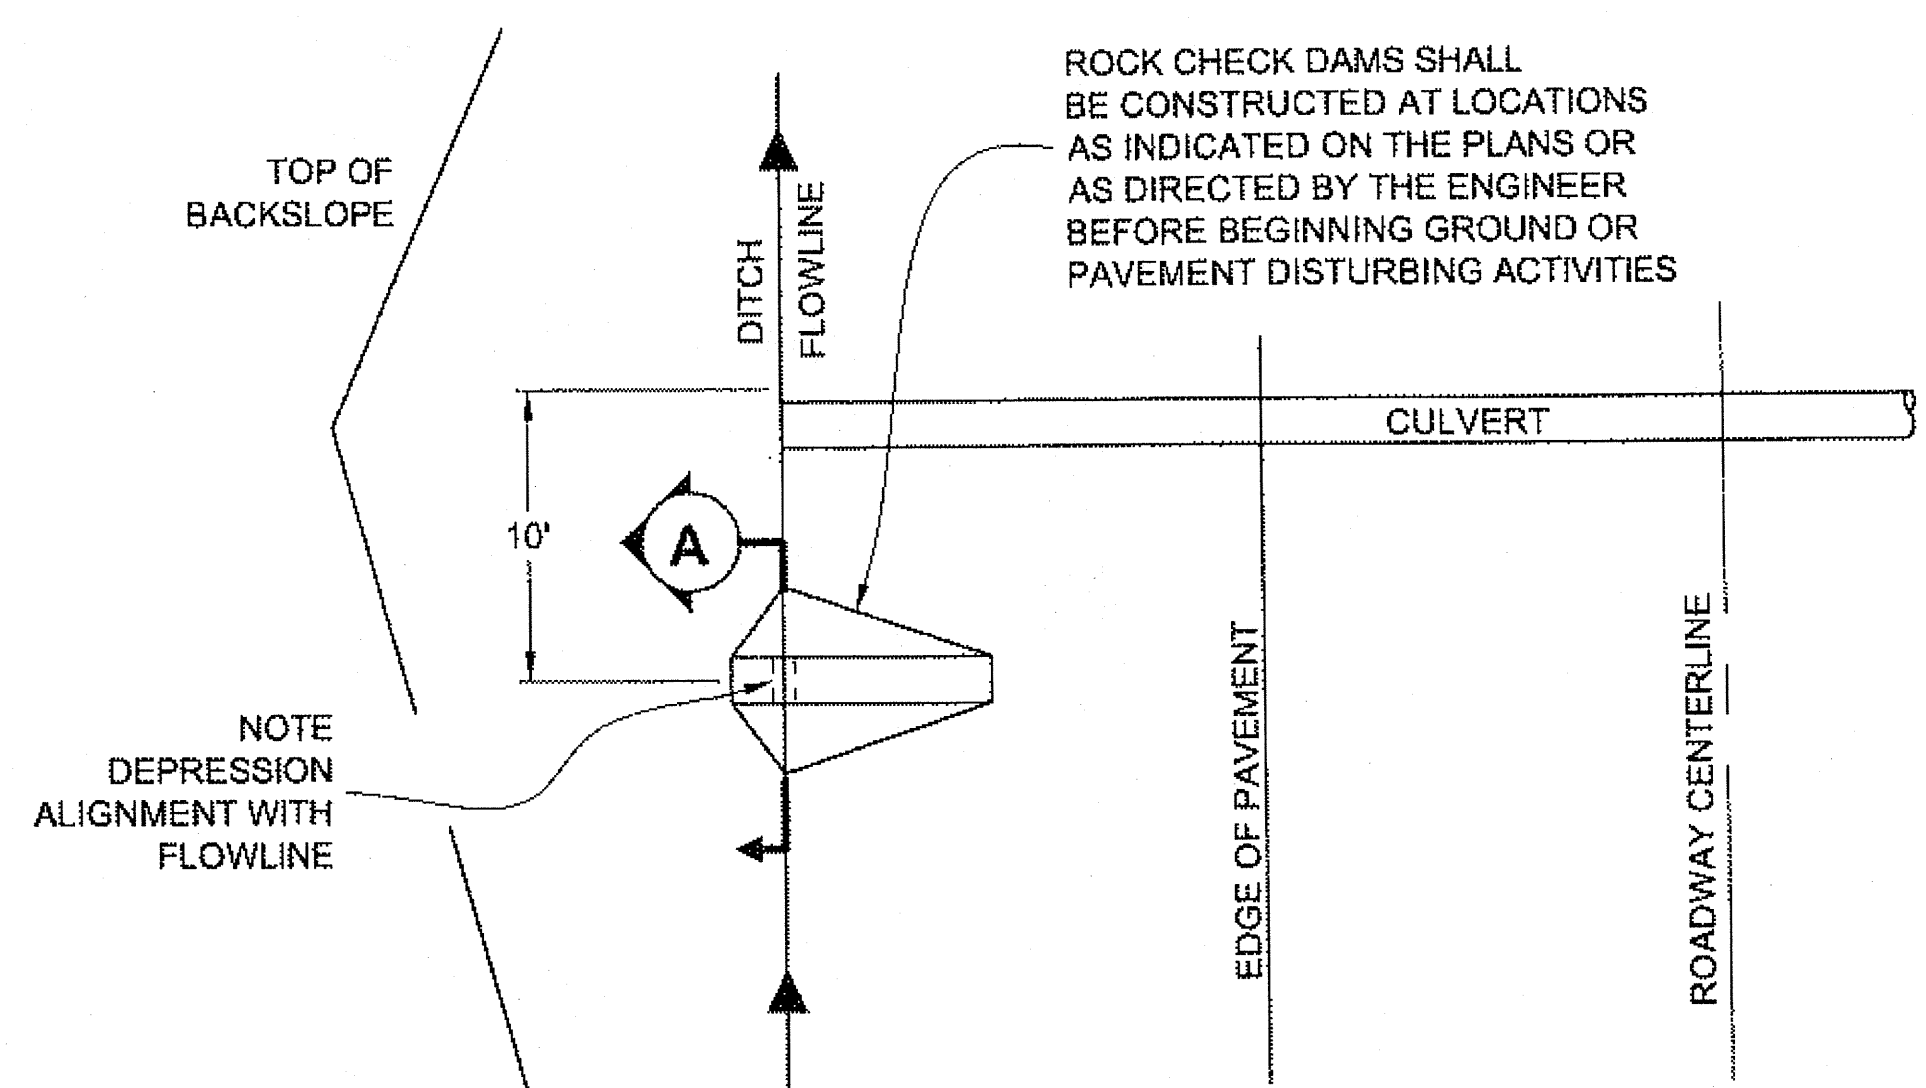 ROCK CHECK DAMS SHALL
BE CONSTRUCTED AT LOCATIONS
AS INDICATED ON THE PLANS OR
AS DIRECTED BY THE ENGINEER
BEFORE BEGINNING GROUND OR
PAVEMENT DISTURBING ACTIVITIES
TOP OF
BACKSLOPE
DITCH
FLOWLINE
CULVERT
10'
A
NOTE
DEPRESSION
ALIGNMENT WITH
FLOWLINE
EDGE OF PAVEMENT
ROADWAY CENTERLINE